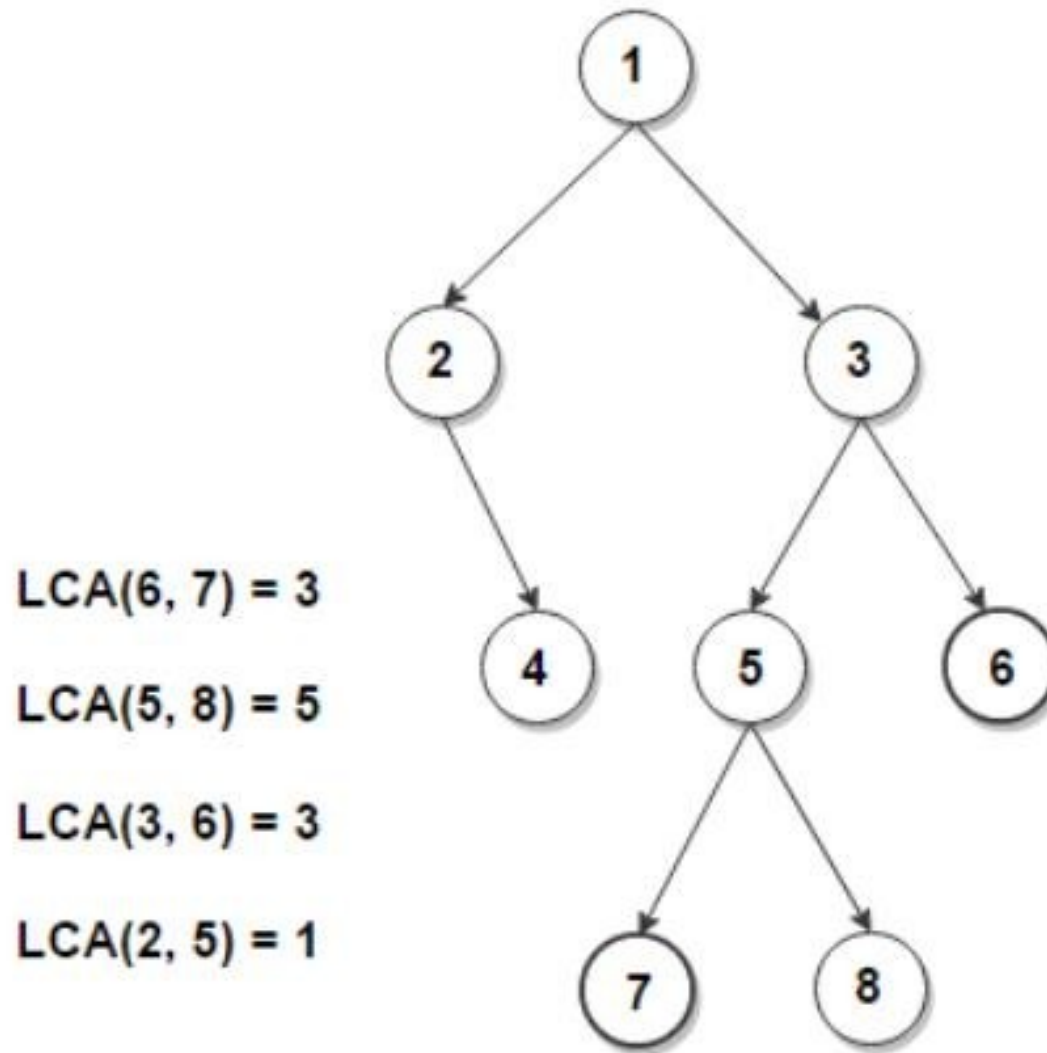 1
2
3
LCA(6, 7) = 3
4
5
6
LCA(5, 8) = 5
LCA(3, 6) = 3
LCA(2, 5) = 1
7
8